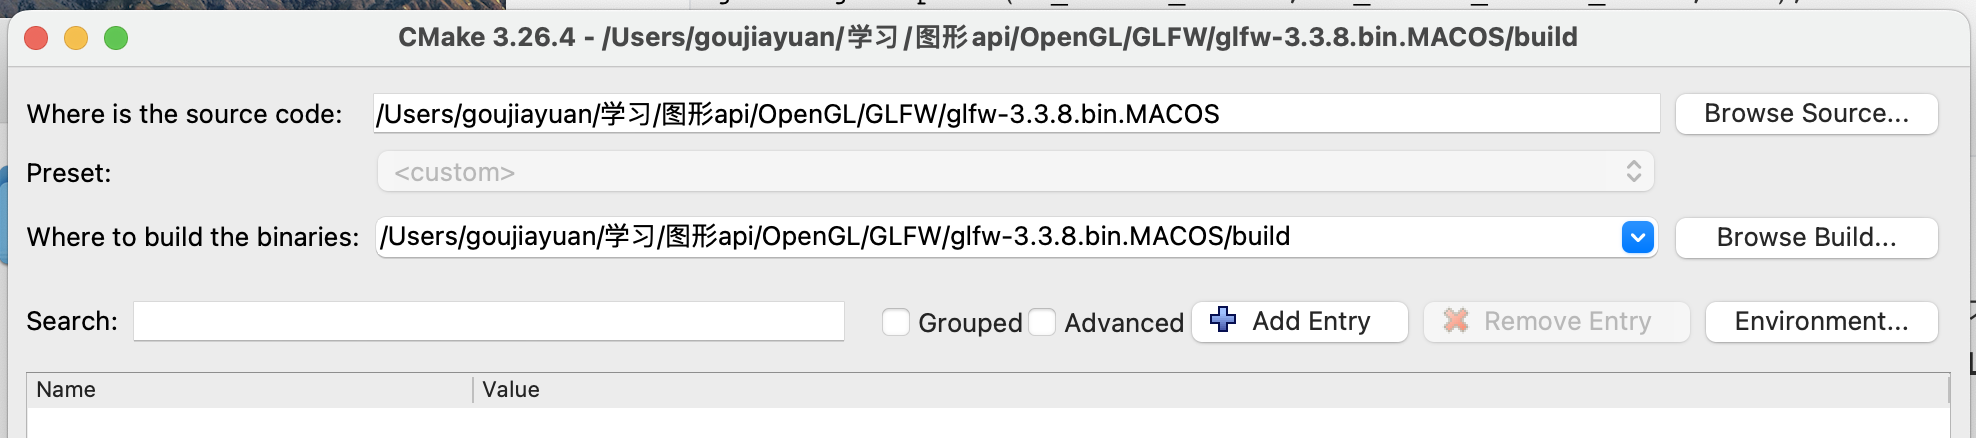 CMake 3.26.4 - /Users/goujiayuan/学习/图形api/OpenGL/GLFW/glfw-3.3.8.bin.MACOS/build
Where is the source code: /Users/goujiayuan/学习/图形api/OpenGL/GLFW/glfw-3.3.8.bin.MACOS Browse Source...
Preset: <custom>
Where to build the binaries: /Users/goujiayuan/学习/图形api/OpenGL/GLFW/glfw-3.3.8.bin.MACOS/build Browse Build...
Search: Grouped Advanced Add Entry Remove Entry Environment...
Name Value